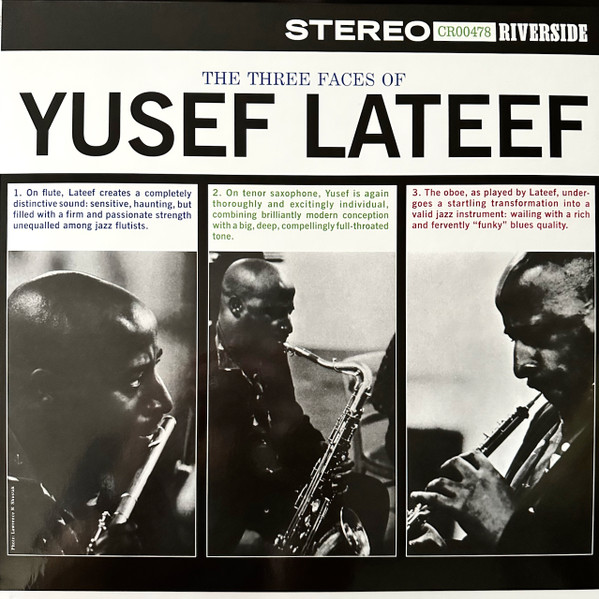 STEREO CR00478 RIVERSIDE
THE THREE FACES OF
YUSEF LATEEF
1. On flute, Lateef creates a completely
distinctive sound: sensitive, haunting, but
filled with a firm and passionate strength
unequalled among jazz flutists.
2. On tenor saxophone, Yusef is again
thoroughly and excitingly individual,
combining brilliantly modern conception
with a big, deep, compellingly full-throated
tone.
3. The oboe, as played by Lateef, under-
goes a startling transformation into a
valid jazz instrument: wailing with a rich
and fervently "funky" blues quality.
Photo: Lawrence N. Shustak